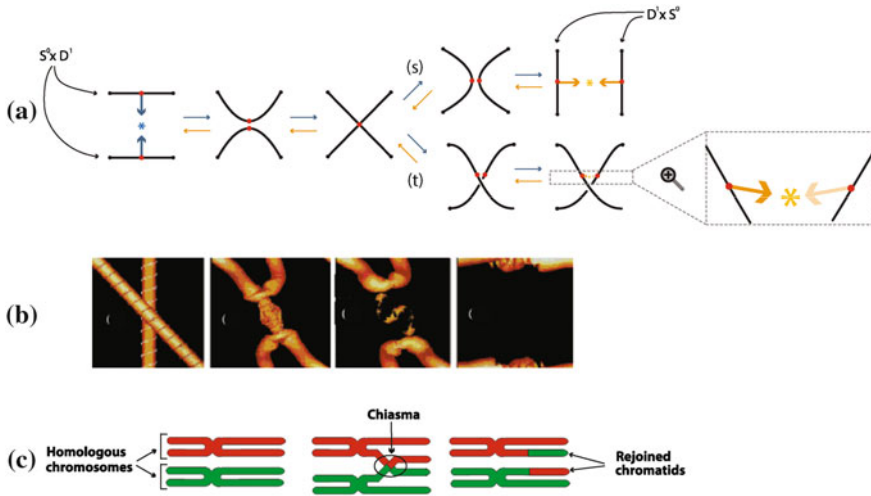 S⁰x D¹
D¹x S⁰
(s)
(a)
(t)
*
*
*
(b)
(c)
Chiasma
Homologous
chromosomes
Rejoined
chromatids